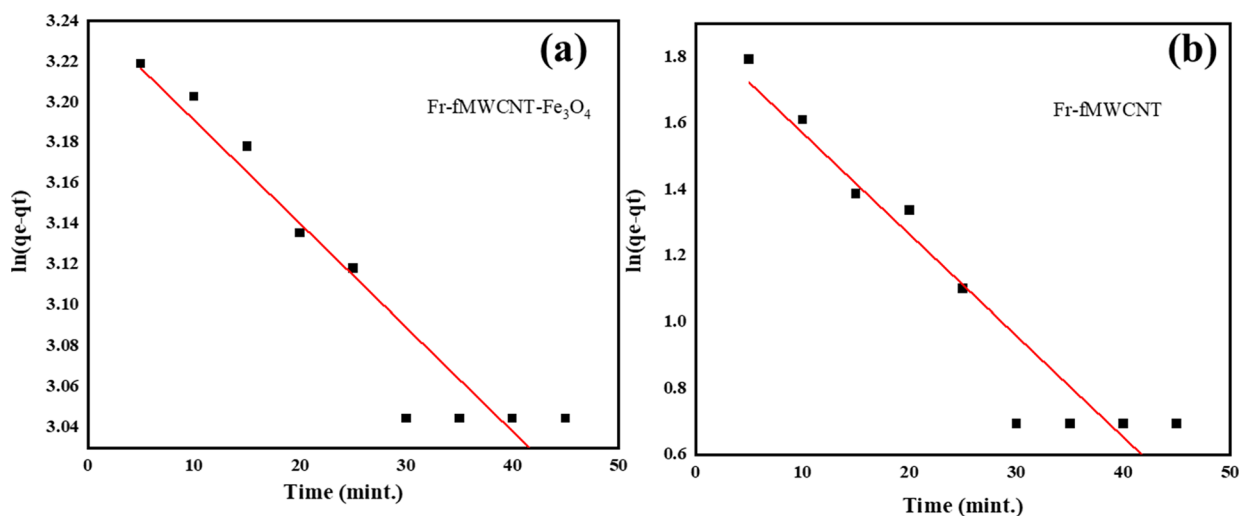 (a)
Fr-fMWCNT-Fe₃O₄
ln(qe-qt)
3.24
3.22
3.20
3.18
3.16
3.14
3.12
3.10
3.08
3.06
3.04
0 10 20 30 40 50
Time (mint.)
(b)
Fr-fMWCNT
ln(qe-qt)
1.8
1.6
1.4
1.2
1.0
0.8
0.6
0 10 20 30 40 50
Time (mint.)